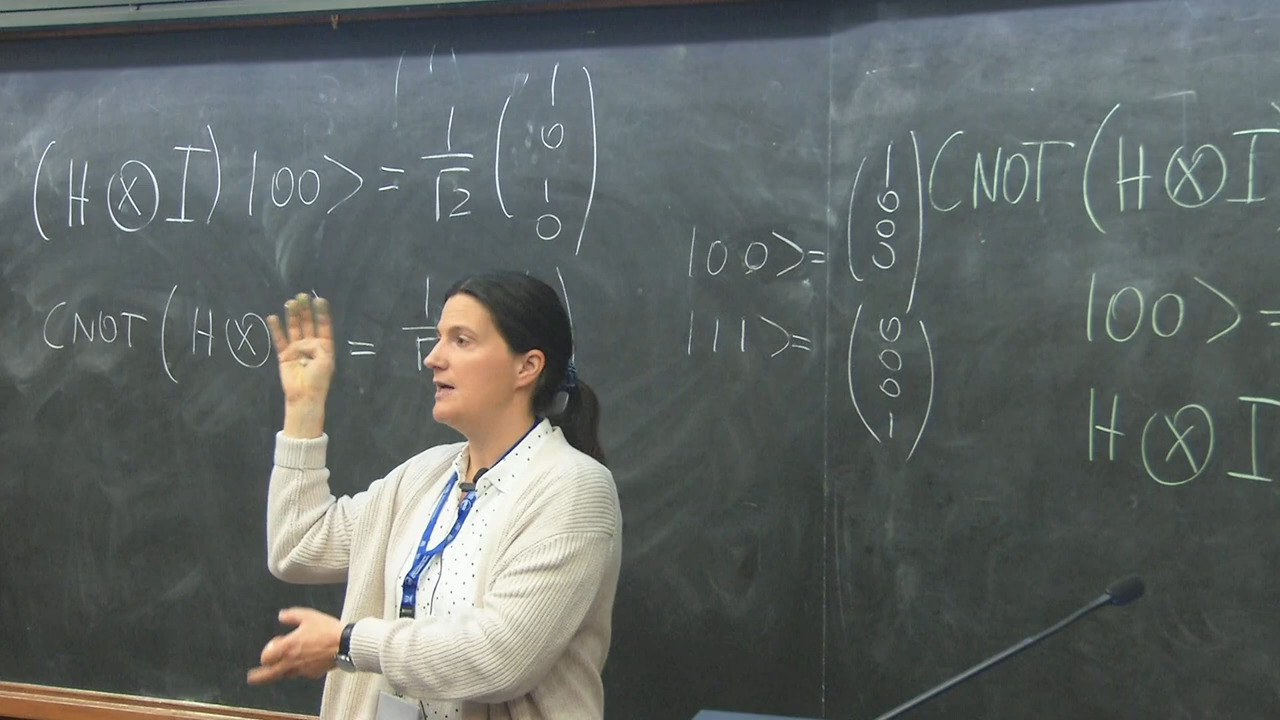 (H⊗I)|00> = 1/√2 (1 0 1 0)
CNOT(H⊗ = 1/√
|00> = (1 0 0 0)
|11> = (0 0 0 1)
CNOT(H⊗I
|00> =
H⊗I